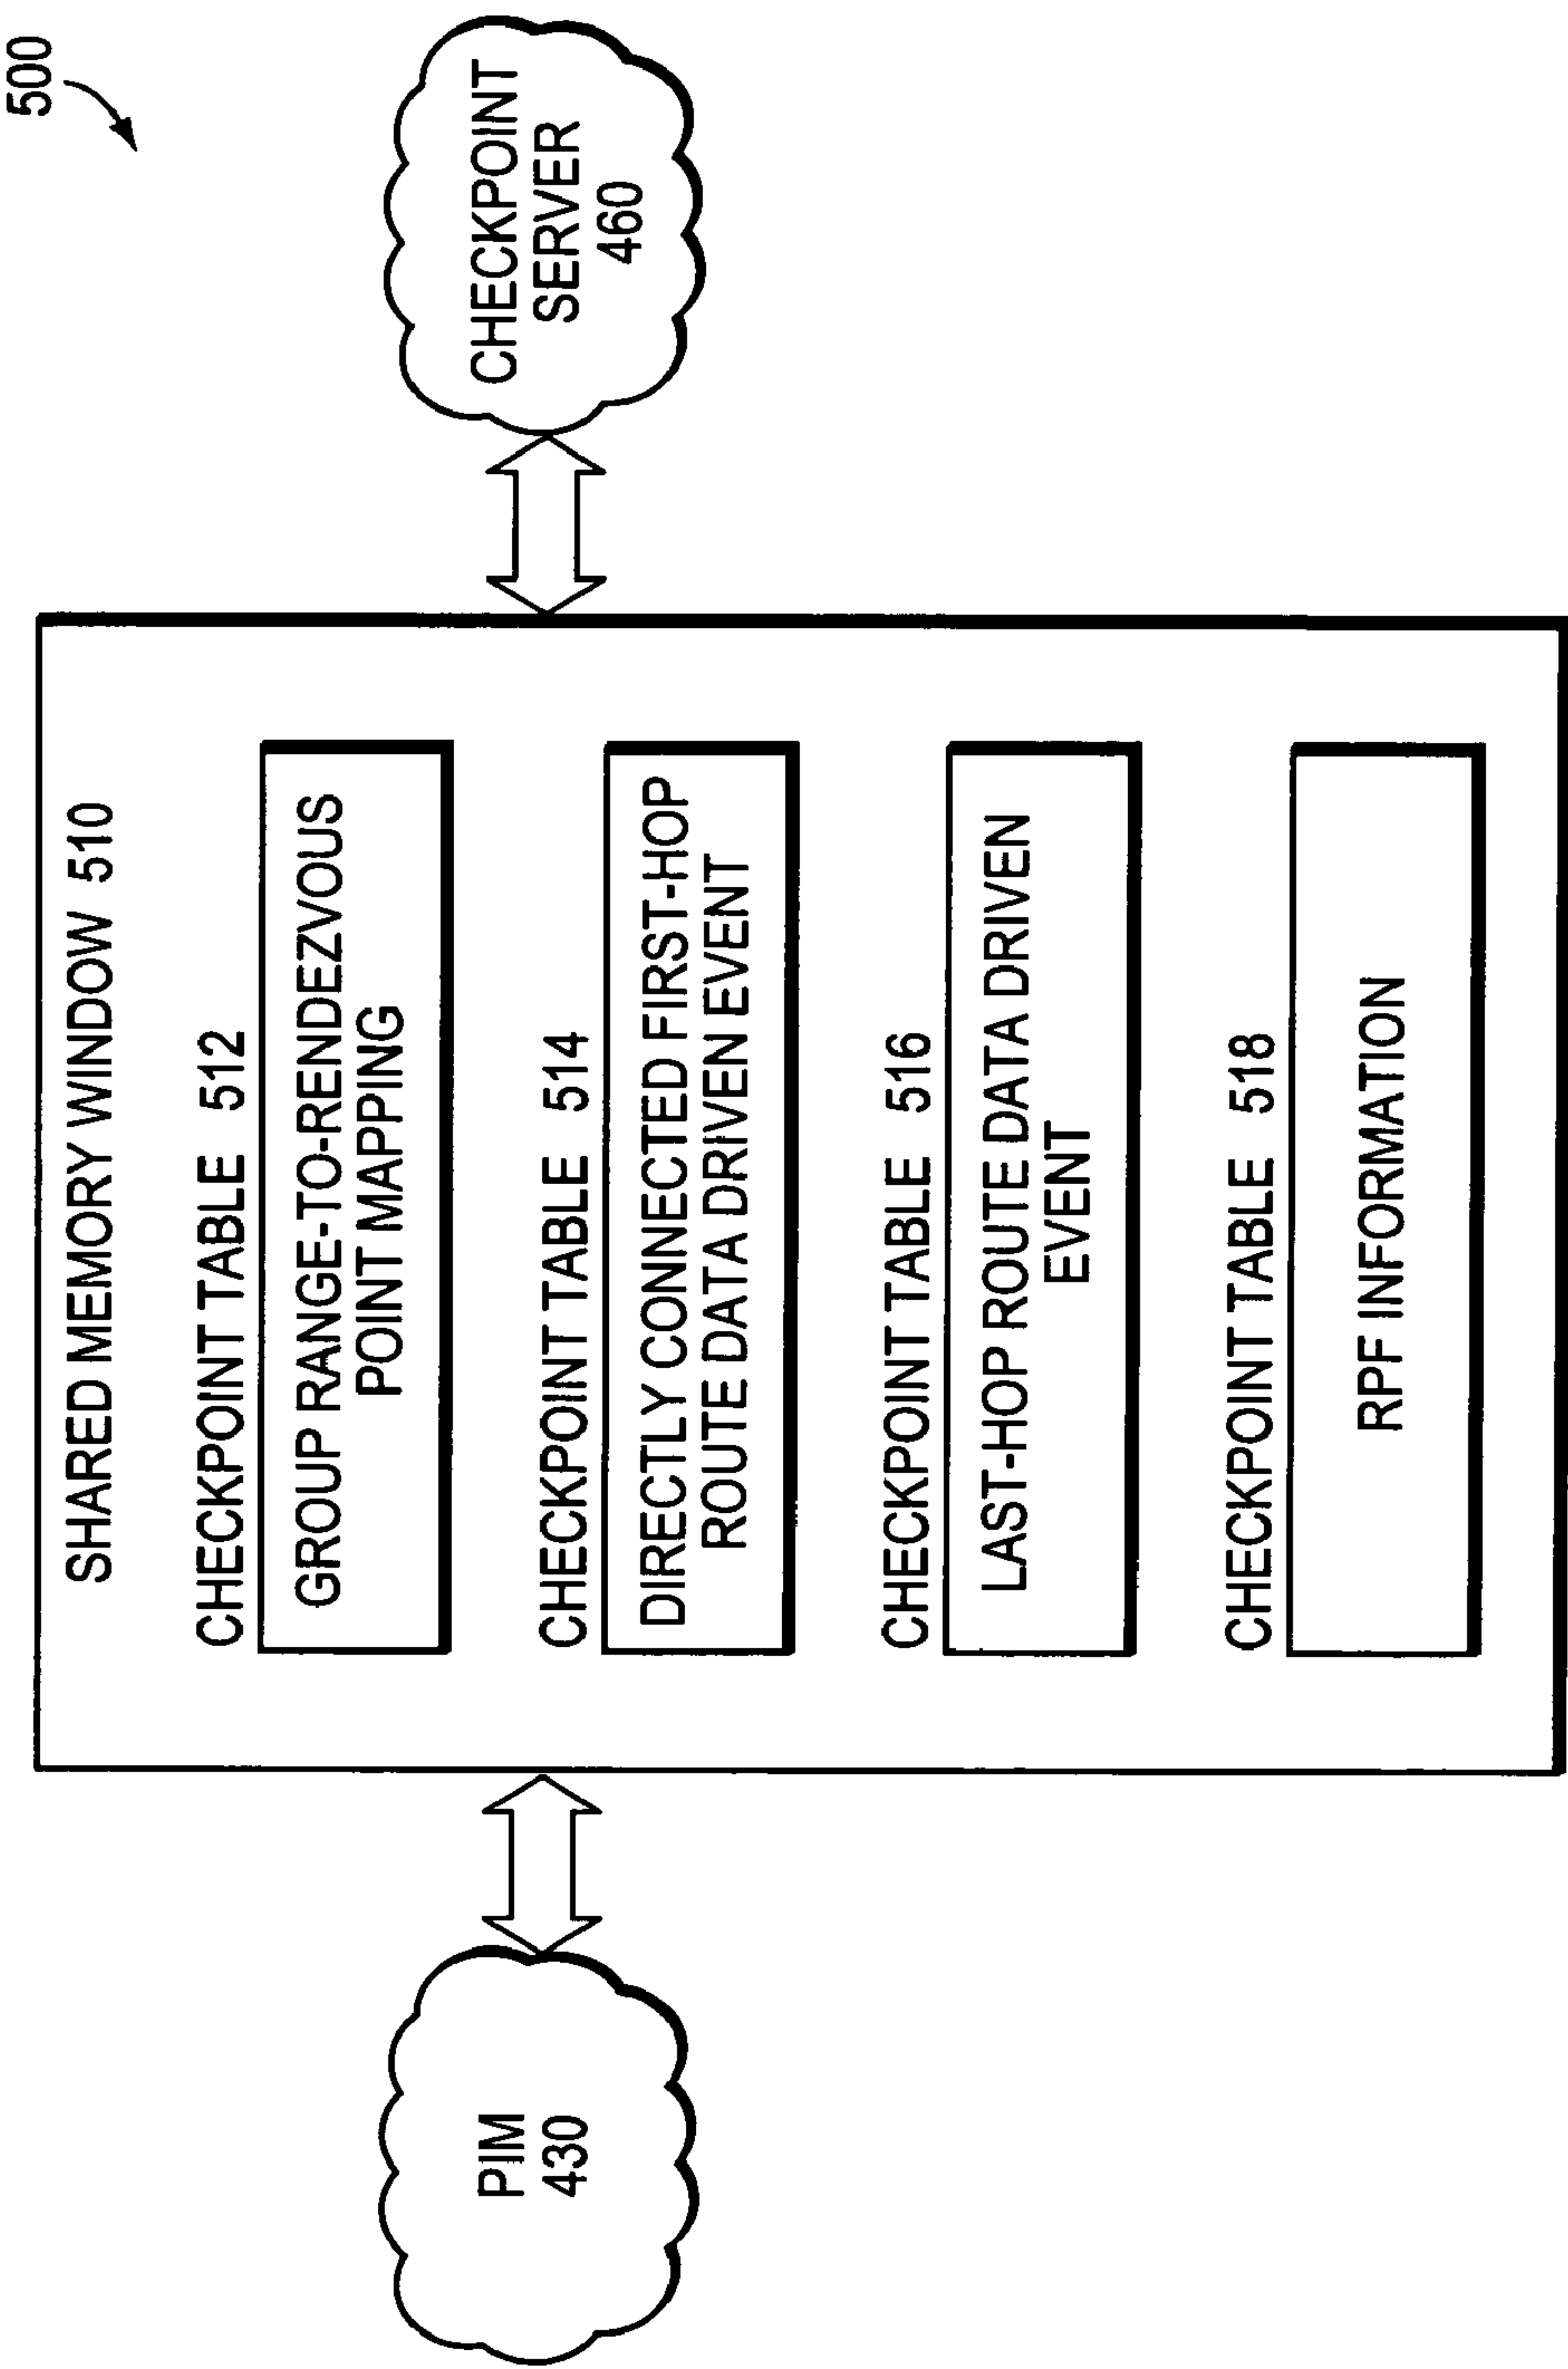 500
PIM
430
SHARED MEMORY WINDOW 510
CHECKPOINT TABLE 512
GROUP RANGE-TO-RENDEZVOUS
POINT MAPPING
CHECKPOINT TABLE 514
DIRECTLY CONNECTED FIRST-HOP
ROUTE DATA DRIVEN EVENT
CHECKPOINT TABLE 516
LAST-HOP ROUTE DATA DRIVEN
EVENT
CHECKPOINT TABLE 518
RPF INFORMATION
CHECKPOINT
SERVER
460